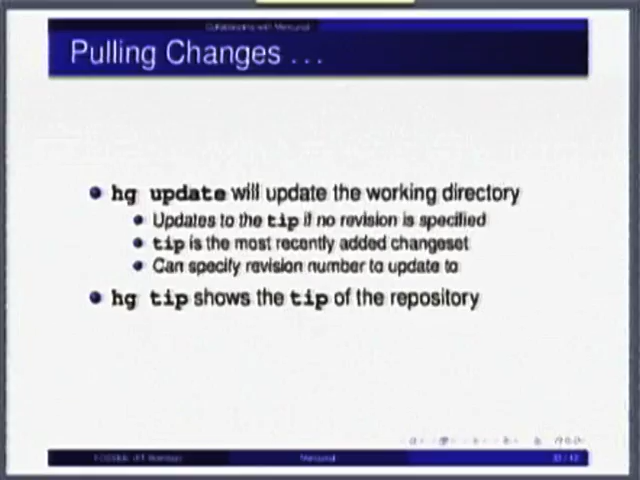 Collaborating with Mercurial
Pulling Changes ...
hg update will update the working directory
Updates to the tip if no revision is specified
tip is the most recently added changeset
Can specify revision number to update to
hg tip shows the tip of the repository
Mercurial